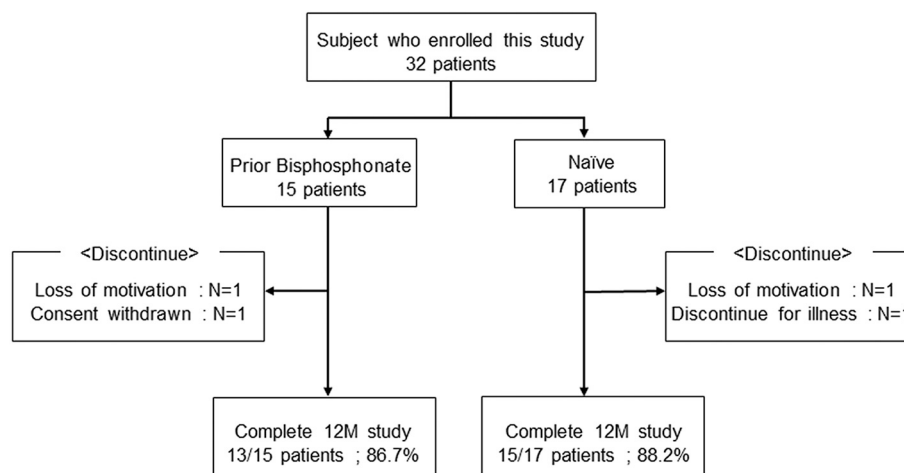 Subject who enrolled this study
32 patients
Prior Bisphosphonate
15 patients
Naïve
17 patients
<Discontinue>
Loss of motivation : N=1
Consent withdrawn : N=1
<Discontinue>
Loss of motivation : N=1
Discontinue for illness : N=1
Complete 12M study
13/15 patients ; 86.7%
Complete 12M study
15/17 patients ; 88.2%